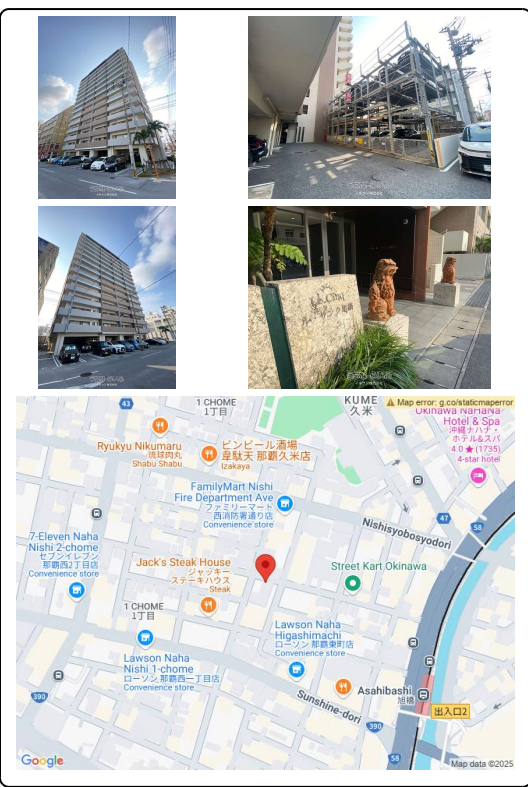 1 CHOME
1丁目
KUME
久米
Map error: g.co/staticmaperror
43
Okinawa NaHaNa
Hotel & Spa
沖縄ナハナ・
ホテル&スパ
4.0 ★ (1735)
4-star hotel
Ryukyu Nikumaru
琉球肉丸
Shabu Shabu
ビンビール酒場
韋駄天 那覇久米店
Izakaya
FamilyMart Nishi
Fire Department Ave
ファミリーマート
西消防署通り店
Convenience store
47
58
Nishisyobosyodori
7-Eleven Naha
Nishi 2-chome
セブンイレブン
那覇西2丁目店
Convenience store
Jack's Steak House
ジャッキー
ステーキハウス
Steak
Street Kart Okinawa
1 CHOME
1丁目
Lawson Naha
Higashimachi
ローソン 那覇東町店
Convenience store
Lawson Naha
Nishi 1-chome
ローソン 那覇西一丁目店
Convenience store
Asahibashi
旭橋
出入口2
Sunshine-dori
390
390
58
Google
Map data ©2025